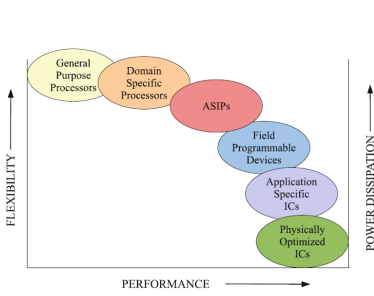 General
Purpose
Processors
Domain
Specific
Processors
ASIPs
Field
Programmable
Devices
Application
Specific
ICs
Physically
Optimized
ICs
FLEXIBILITY
POWER DISSIPATION
PERFORMANCE